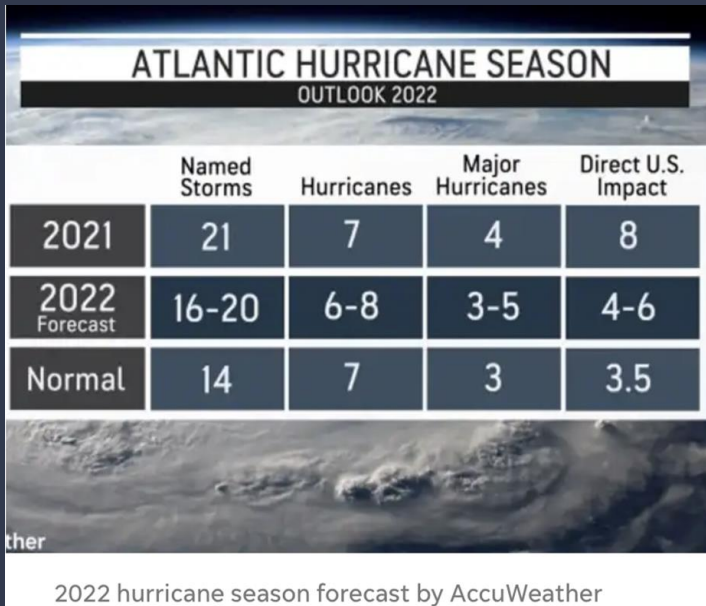 ATLANTIC HURRICANE SEASON
OUTLOOK 2022
Named Storms Hurricanes Major Hurricanes Direct U.S. Impact
2021 21 7 4 8
2022 Forecast 16-20 6-8 3-5 4-6
Normal 14 7 3 3.5
ther
2022 hurricane season forecast by AccuWeather